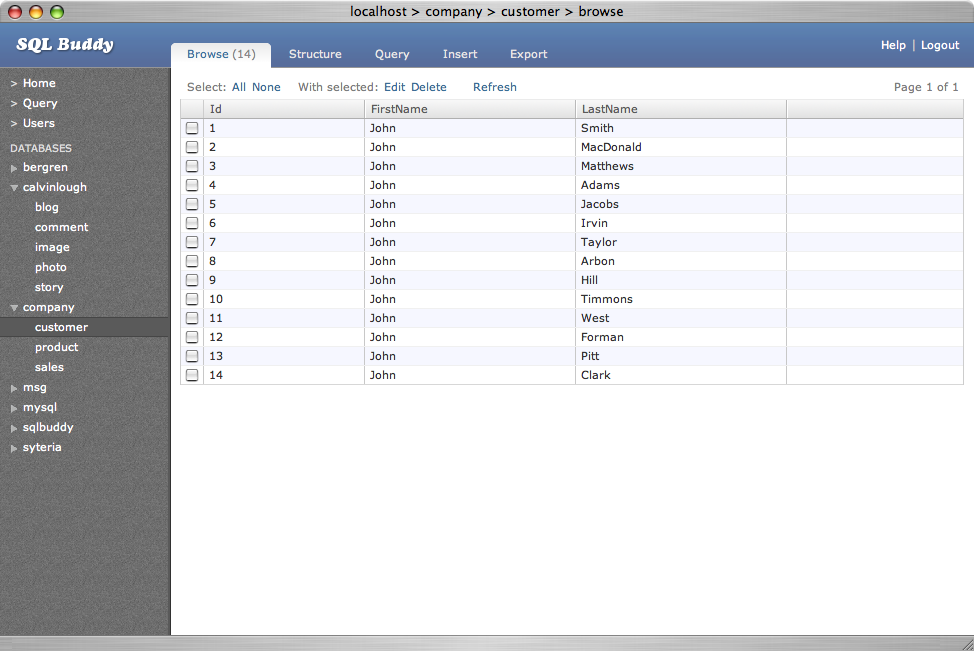 localhost > company > customer > browse
SQL Buddy
Browse (14) Structure Query Insert Export
Help | Logout
> Home
> Query
> Users
DATABASES
bergren
calvinlough
blog
comment
image
photo
story
company
customer
product
sales
msg
mysql
sqlbuddy
syteria
Select: All None With selected: Edit Delete Refresh Page 1 of 1
Id FirstName LastName
1 John Smith
2 John MacDonald
3 John Matthews
4 John Adams
5 John Jacobs
6 John Irvin
7 John Taylor
8 John Arbon
9 John Hill
10 John Timmons
11 John West
12 John Forman
13 John Pitt
14 John Clark